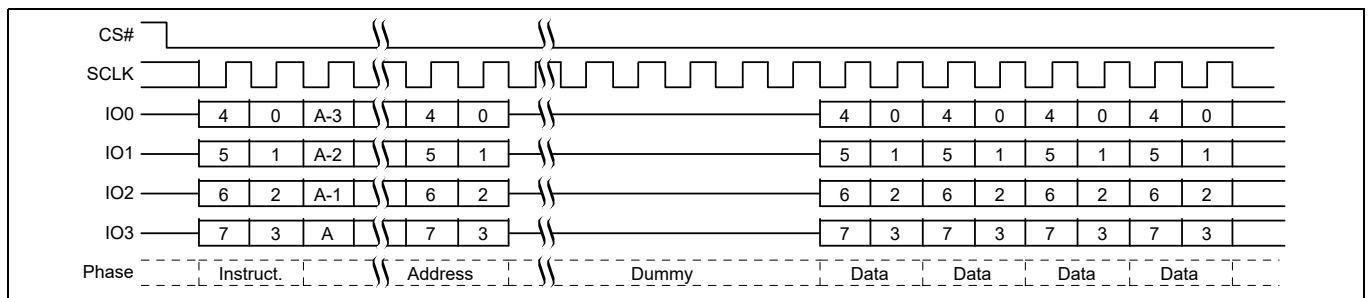 CS#
SCLK
IO0 4 0 A-3 4 0 4 0 4 0 4 0 4 0
IO1 5 1 A-2 5 1 5 1 5 1 5 1 5 1
IO2 6 2 A-1 6 2 6 2 6 2 6 2 6 2
IO3 7 3 A 7 3 7 3 7 3 7 3 7 3
Phase Instruct. Address Dummy Data Data Data Data